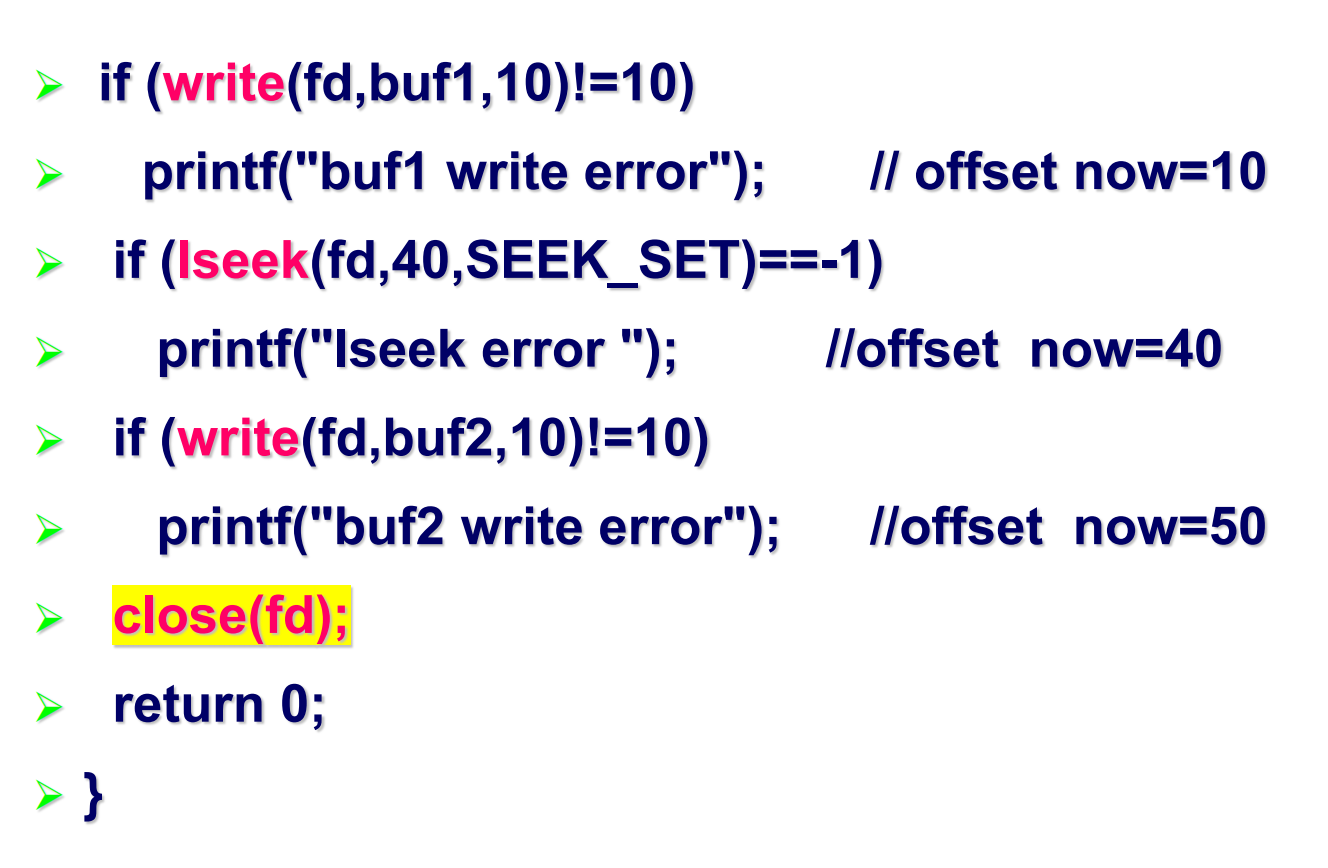 if (write(fd,buf1,10)!=10)
printf("buf1 write error"); // offset now=10
if (lseek(fd,40,SEEK_SET)==-1)
printf("lseek error "); //offset now=40
if (write(fd,buf2,10)!=10)
printf("buf2 write error"); //offset now=50
close(fd);
return 0;
}